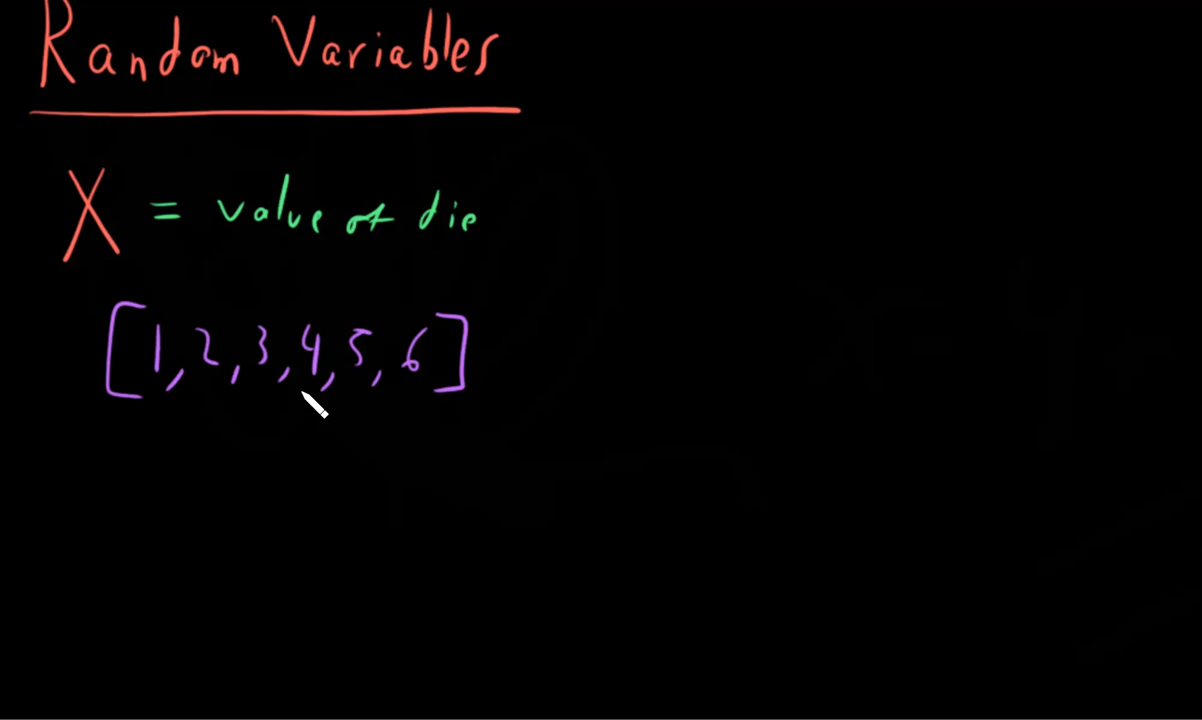 Random Variables
X = value of die
[1, 2, 3, 4, 5, 6]